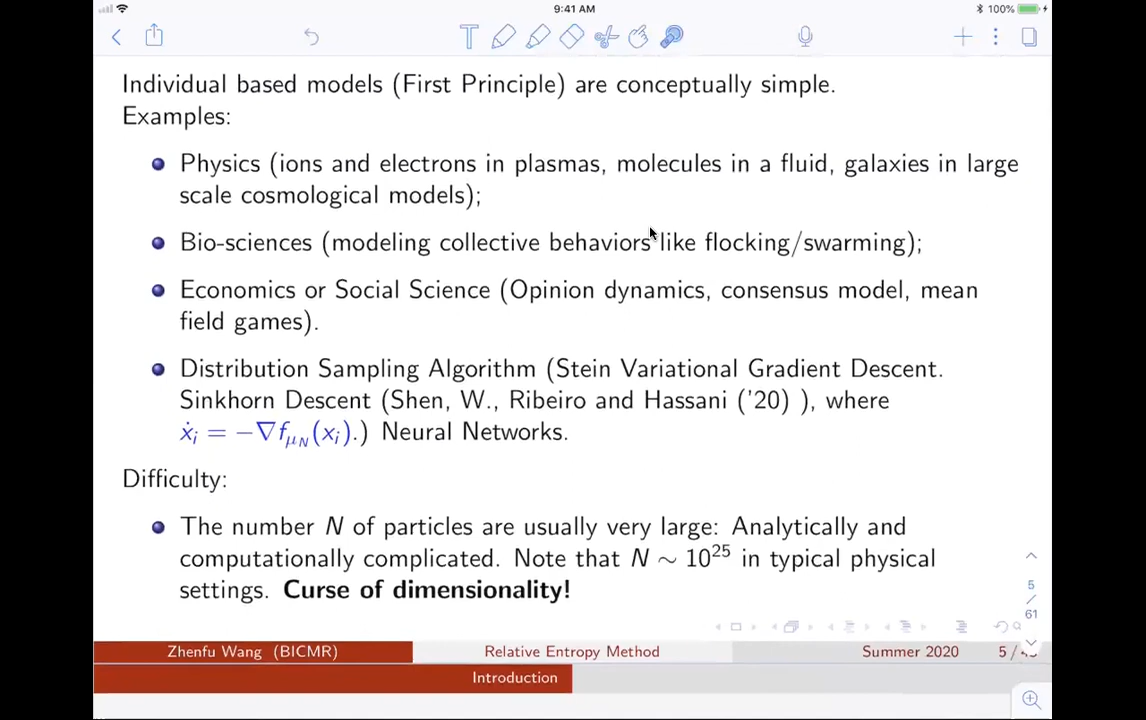 9:41 AM
100%
Individual based models (First Principle) are conceptually simple.
Examples:
Physics (ions and electrons in plasmas, molecules in a fluid, galaxies in large
scale cosmological models);
Bio-sciences (modeling collective behaviors like flocking/swarming);
Economics or Social Science (Opinion dynamics, consensus model, mean
field games).
Distribution Sampling Algorithm (Stein Variational Gradient Descent.
Sinkhorn Descent (Shen, W., Ribeiro and Hassani ('20) ), where
ẋᵢ = −∇f_{μ_N}(xᵢ).) Neural Networks.
Difficulty:
The number N of particles are usually very large: Analytically and
computationally complicated. Note that N ∼ 10²⁵ in typical physical
settings. Curse of dimensionality!
5
/
61
Zhenfu Wang (BICMR) Relative Entropy Method Summer 2020 5 /
Introduction